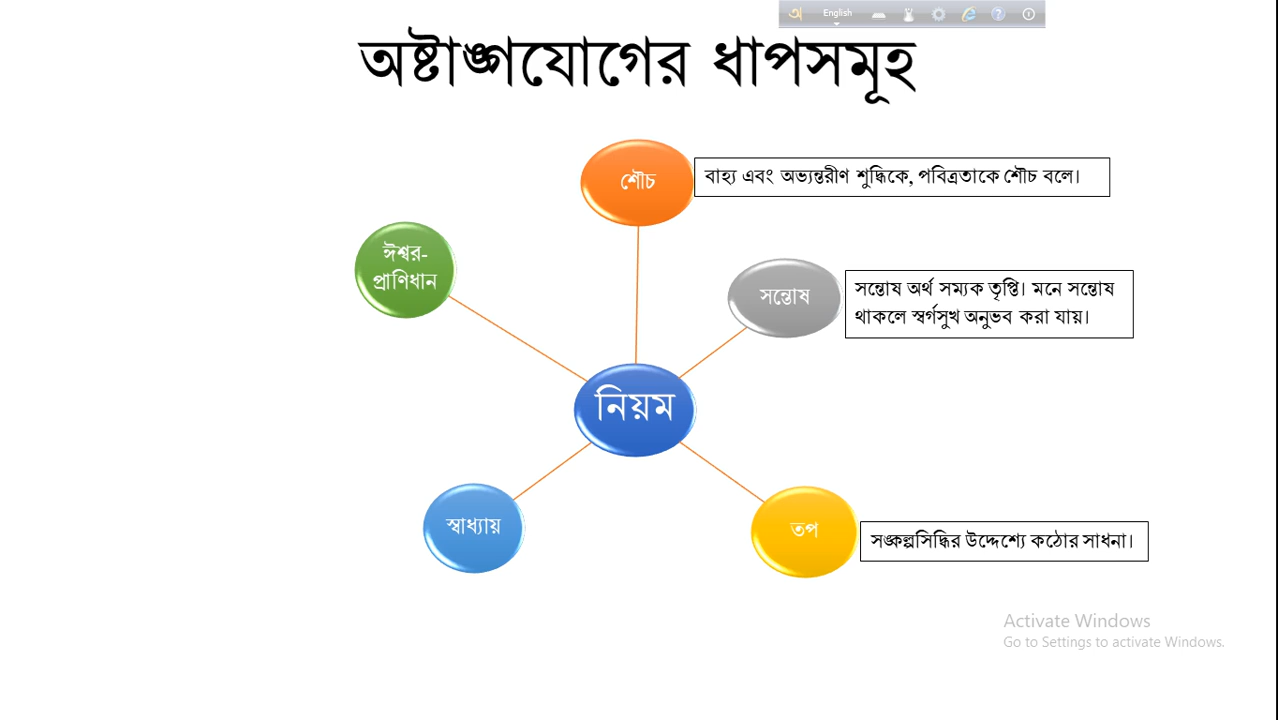 অ English
অষ্টাঙ্গযোগের ধাপসমূহ
শৌচ
বাহ্য এবং অভ্যন্তরীণ শুদ্ধিকে, পবিত্রতাকে শৌচ বলে।
ঈশ্বর-
প্রাণিধান
সন্তোষ
সন্তোষ অর্থ সম্যক তৃপ্তি। মনে সন্তোষ
থাকলে স্বর্গসুখ অনুভব করা যায়।
নিয়ম
স্বাধ্যায়
তপ
সঙ্কল্পসিদ্ধির উদ্দেশ্যে কঠোর সাধনা।
Activate Windows
Go to Settings to activate Windows.